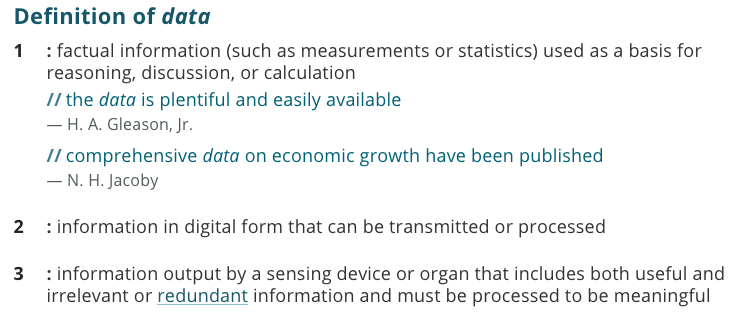 Definition of data
1 : factual information (such as measurements or statistics) used as a basis for
reasoning, discussion, or calculation
// the data is plentiful and easily available
— H. A. Gleason, Jr.
// comprehensive data on economic growth have been published
— N. H. Jacoby
2 : information in digital form that can be transmitted or processed
3 : information output by a sensing device or organ that includes both useful and
irrelevant or redundant information and must be processed to be meaningful